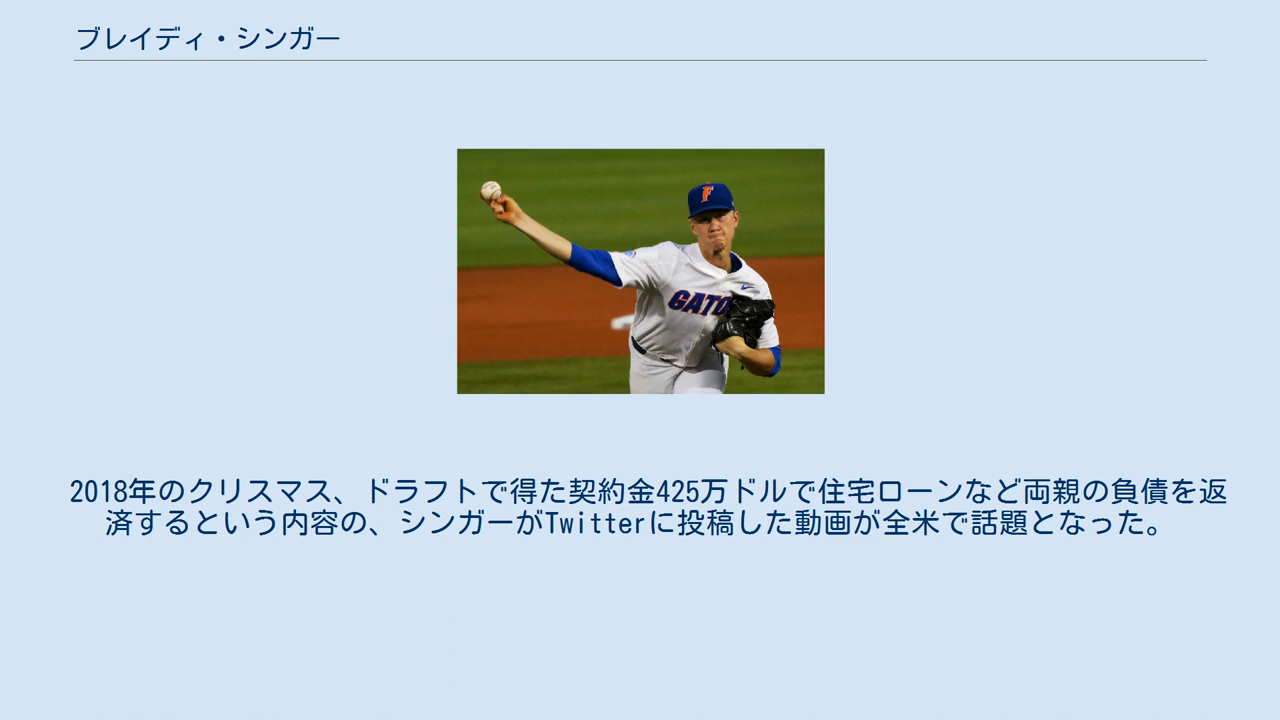 ブレイディ・シンガー
F
GATO
2018年のクリスマス、ドラフトで得た契約金425万ドルで住宅ローンなど両親の負債を返
済するという内容の、シンガーがTwitterに投稿した動画が全米で話題となった。